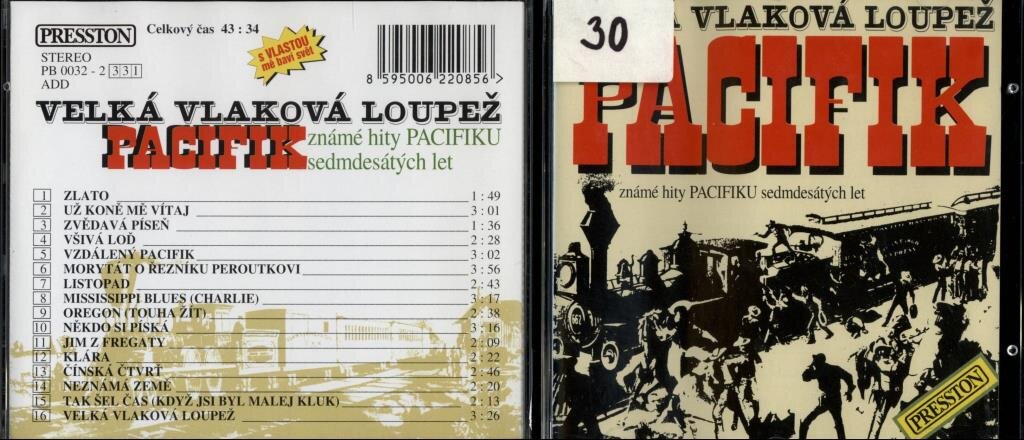 PRESSTON
Celkový čas 43 : 34
STEREO
PB 0032 - 2 331
ADD
S VLASTOU
mě baví svět
8 595006 220856 >
VELKÁ VLAKOVÁ LOUPEŽ
PACIFIK
známé hity PACIFIKU
sedmdesátých let
1 ZLATO 1 : 49
2 UŽ KONĚ MĚ VÍTAJ 3 : 01
3 ZVĚDAVÁ PÍSEŇ 1 : 36
4 VŠIVÁ LOĎ 2 : 28
5 VZDÁLENÝ PACIFIK 3 : 02
6 MORYTÁT O ŘEZNÍKU PEROUTKOVI 3 : 56
7 LISTOPAD 2 : 43
8 MISSISSIPPI BLUES (CHARLIE) 3 : 17
9 OREGON (TOUHA ŽÍT) 2 : 38
10 NĚKDO SI PÍSKÁ 3 : 16
11 JIM Z FREGATY 2 : 09
12 KLÁRA 2 : 22
13 ČÍNSKÁ ČTVRŤ 2 : 46
14 NEZNÁMÁ ZEMĚ 2 : 20
15 TAK ŠEL ČAS (KDYŽ JSI BYL MALEJ KLUK) 2 : 13
16 VELKÁ VLAKOVÁ LOUPEŽ 3 : 26
30
Á VLAKOVÁ LOUPEŽ
PACIFIK
známé hity PACIFIKU sedmdesátých let
PRESSTON